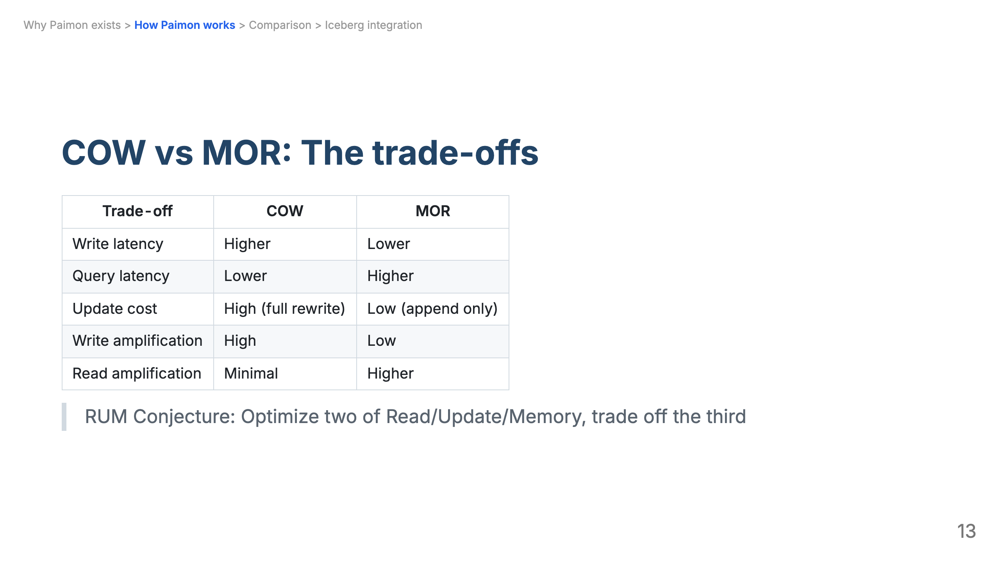 Why Paimon exists > How Paimon works > Comparison > Iceberg integration
COW vs MOR: The trade-offs
Trade-off COW MOR
Write latency Higher Lower
Query latency Lower Higher
Update cost High (full rewrite) Low (append only)
Write amplification High Low
Read amplification Minimal Higher
RUM Conjecture: Optimize two of Read/Update/Memory, trade off the third
13